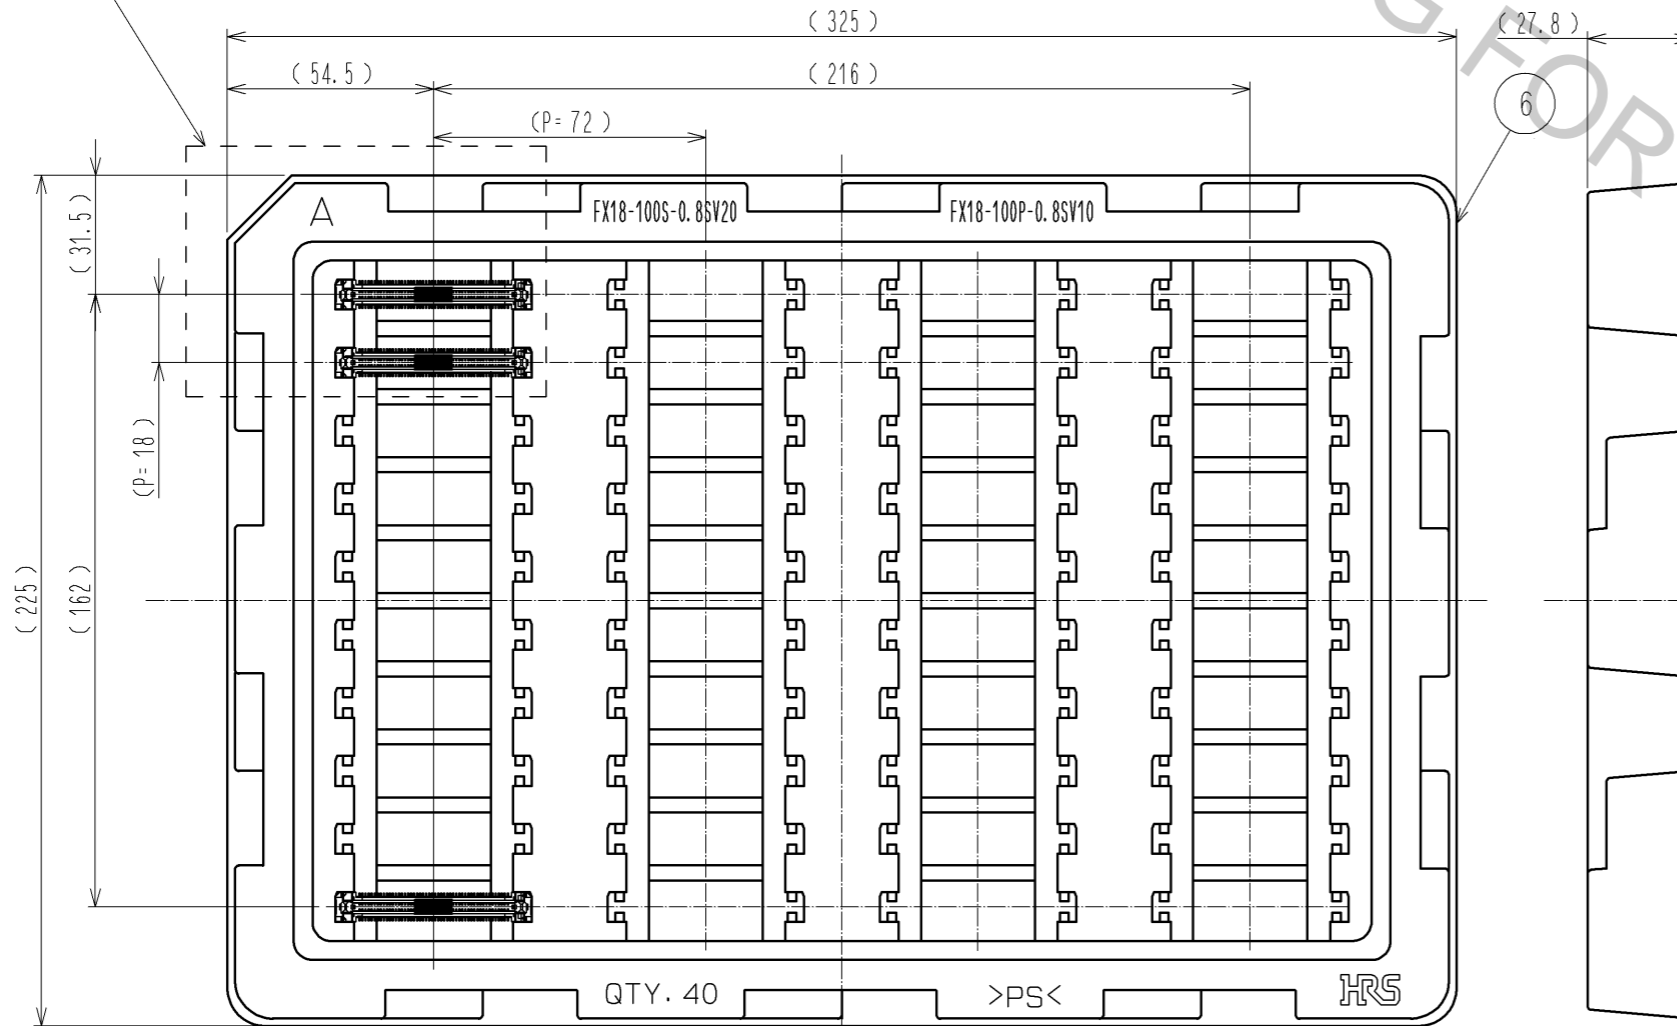 ( 325 )
( 27.8 )
G FOR
( 54.5 )
( 216 )
6
(P=72 )
( 31.5 )
A
FX18-100S-0.8SV20
FX18-100P-0.8SV10
(P=18 )
( 225 )
( 162 )
QTY. 40
>PS<
HRS